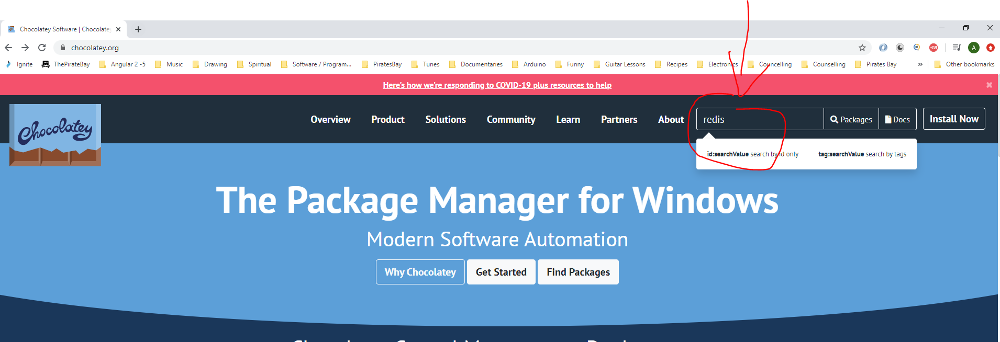 Chocolatey Software | Chocolate
chocolatey.org
A
Ignite ThePirateBay Angular 2 -5 Music Drawing Spiritual Software / Program... PiratesBay Tunes Documentaries Arduino Funny Guitar Lessons Recipes Electronics Councelling Counselling Pirates Bay » Other bookmarks
Here's how we're responding to COVID-19 plus resources to help
Chocolatey
Overview Product Solutions Community Learn Partners About redis Packages Docs Install Now
id:searchValue search by id only tag:searchValue search by tags
The Package Manager for Windows
Modern Software Automation
Why Chocolatey Get Started Find Packages